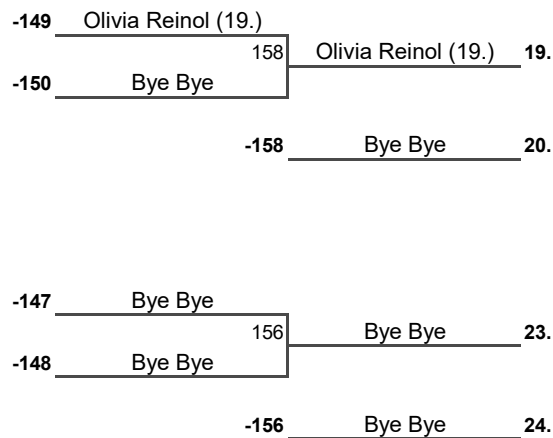 -149 Olivia Reinol (19.)
158 Olivia Reinol (19.) 19.
-150 Bye Bye
-158 Bye Bye 20.
-147 Bye Bye
156 Bye Bye 23.
-148 Bye Bye
-156 Bye Bye 24.